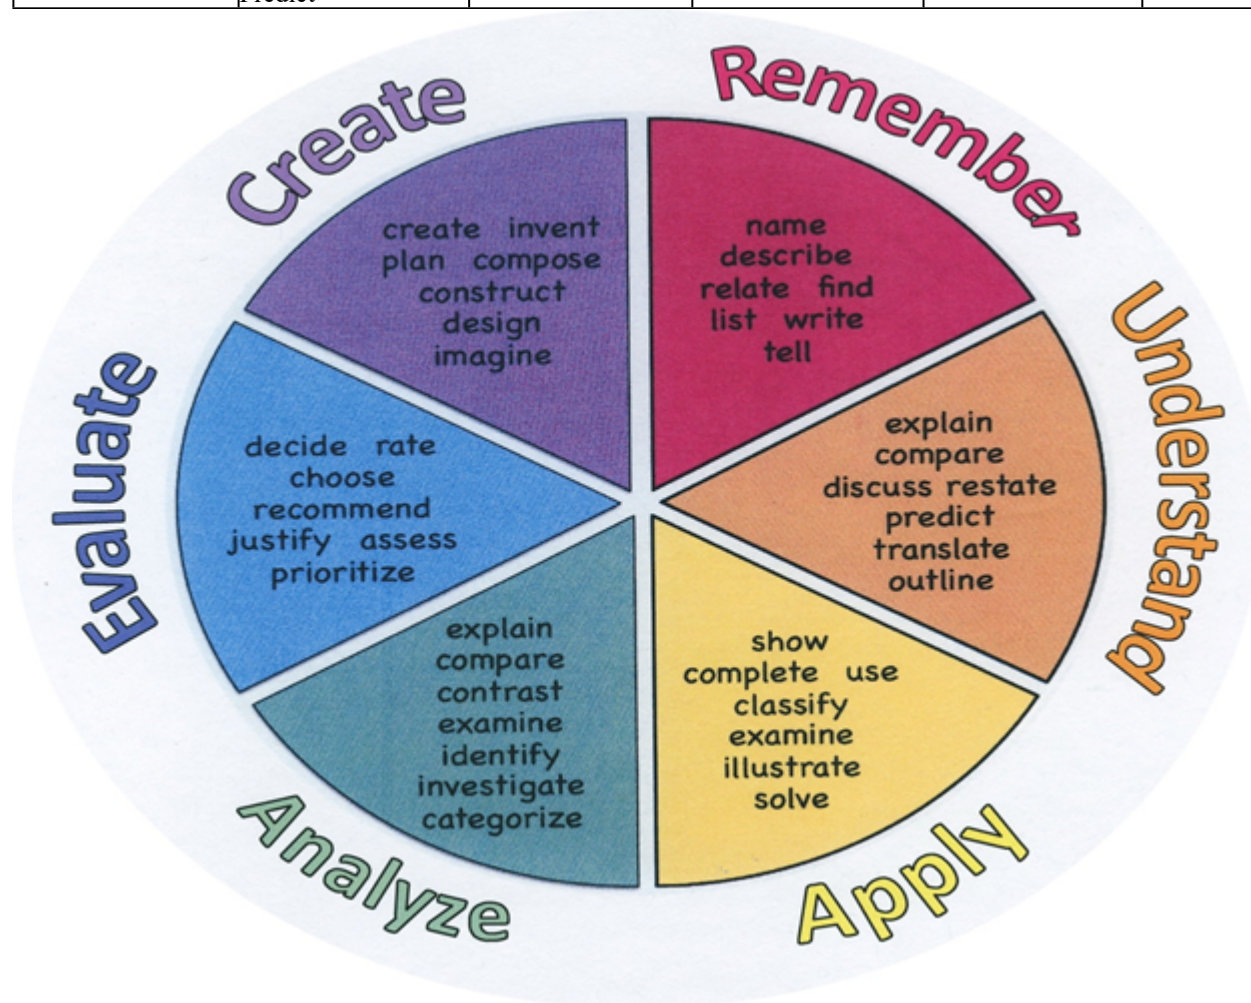 Predict
Remember
name
describe
relate find
list write
tell
Understand
explain
compare
discuss restate
predict
translate
outline
Apply
show
complete use
classify
examine
illustrate
solve
Analyze
explain
compare
contrast
examine
identify
investigate
categorize
Evaluate
decide rate
choose
recommend
justify assess
prioritize
Create
create invent
plan compose
construct
design
imagine